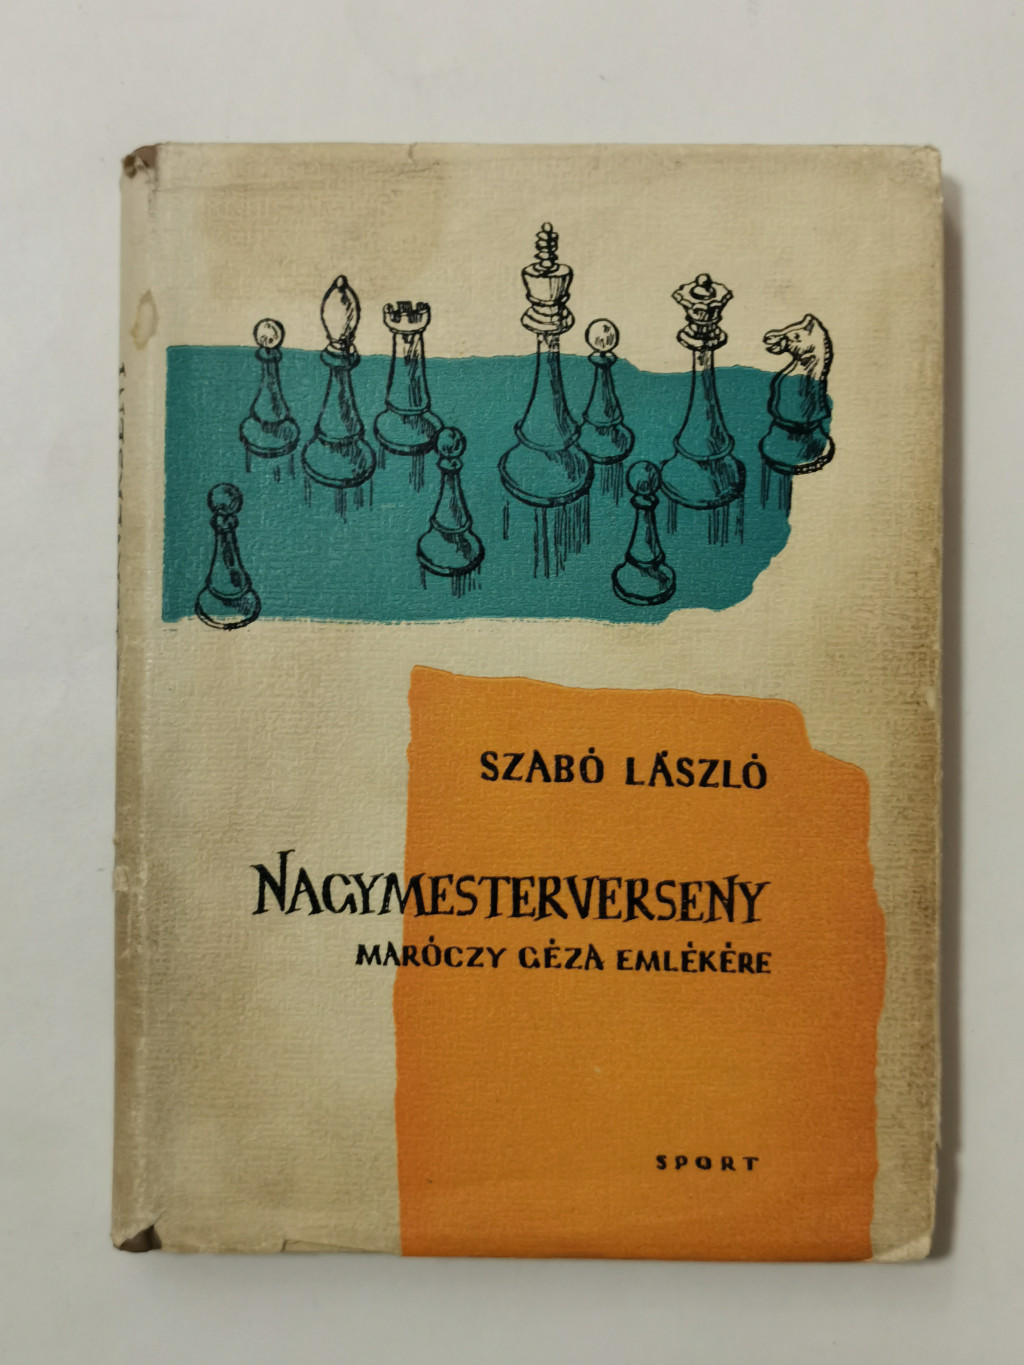 SZABÓ LÁSZLÓ
NAGYMESTERVERSENY
MARÓCZY GÉZA EMLÉKÉRE
SPORT